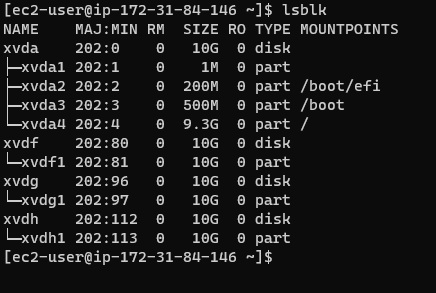 [ec2-user@ip-172-31-84-146 ~]$ lsblk
NAME    MAJ:MIN RM  SIZE RO TYPE MOUNTPOINTS
xvda    202:0    0   10G  0 disk
├─xvda1 202:1    0    1M  0 part
├─xvda2 202:2    0  200M  0 part /boot/efi
├─xvda3 202:3    0  500M  0 part /boot
└─xvda4 202:4    0  9.3G  0 part /
xvdf    202:80   0   10G  0 disk
└─xvdf1 202:81   0   10G  0 part
xvdg    202:96   0   10G  0 disk
└─xvdg1 202:97   0   10G  0 part
xvdh    202:112  0   10G  0 disk
└─xvdh1 202:113  0   10G  0 part
[ec2-user@ip-172-31-84-146 ~]$